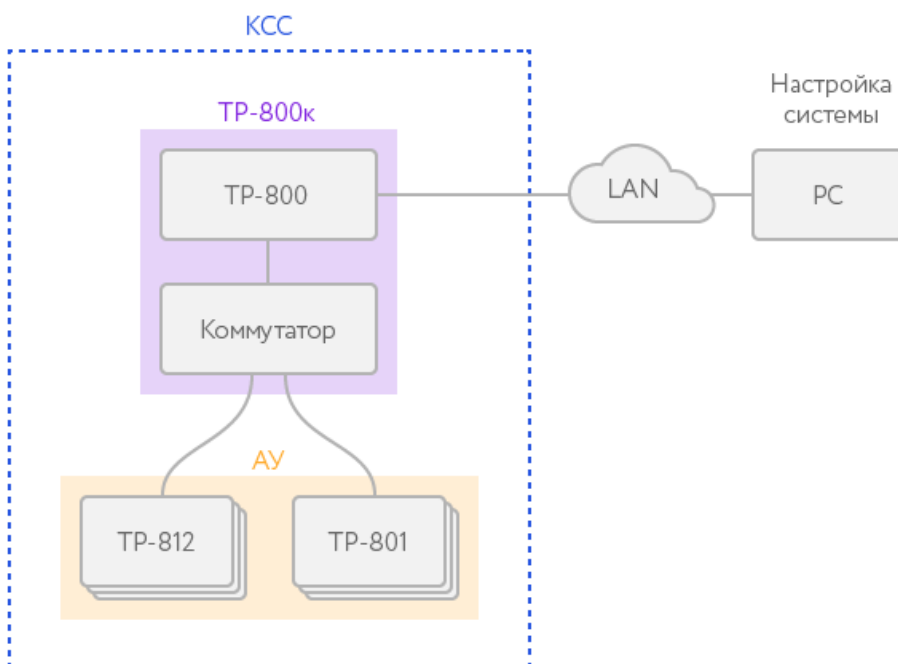 КСС
Настройка
системы
ТР-800к
ТР-800
LAN
PC
Коммутатор
АУ
ТР-812
ТР-801